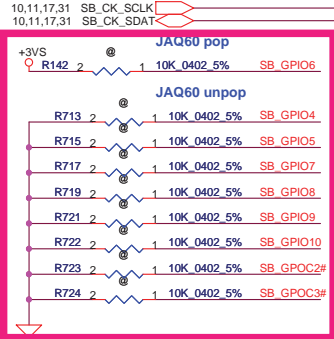 10,11,17,31 SB_CK_SCLK
10,11,17,31 SB_CK_SDAT
JAQ60 pop
+3VS
@
R142 2 1 10K_0402_5% SB_GPIO6
JAQ60 unpop
@
R713 2 1 10K_0402_5% SB_GPIO4
@
R715 2 1 10K_0402_5% SB_GPIO5
@
R717 2 1 10K_0402_5% SB_GPIO7
@
R719 2 1 10K_0402_5% SB_GPIO8
@
R721 2 1 10K_0402_5% SB_GPIO9
@
R722 2 1 10K_0402_5% SB_GPIO10
@
R723 2 1 10K_0402_5% SB_GPOC2#
@
R724 2 1 10K_0402_5% SB_GPOC3#